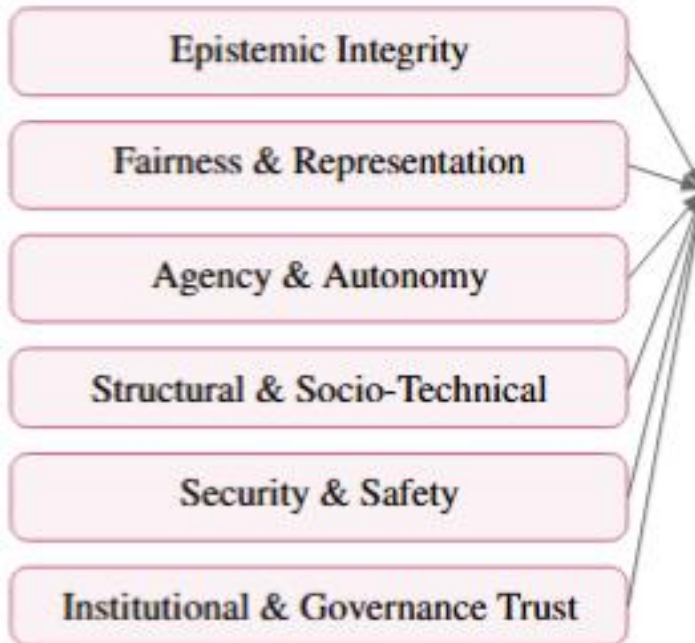 Epistemic Integrity
Fairness & Representation
Agency & Autonomy
Structural & Socio-Technical
Security & Safety
Institutional & Governance Trust